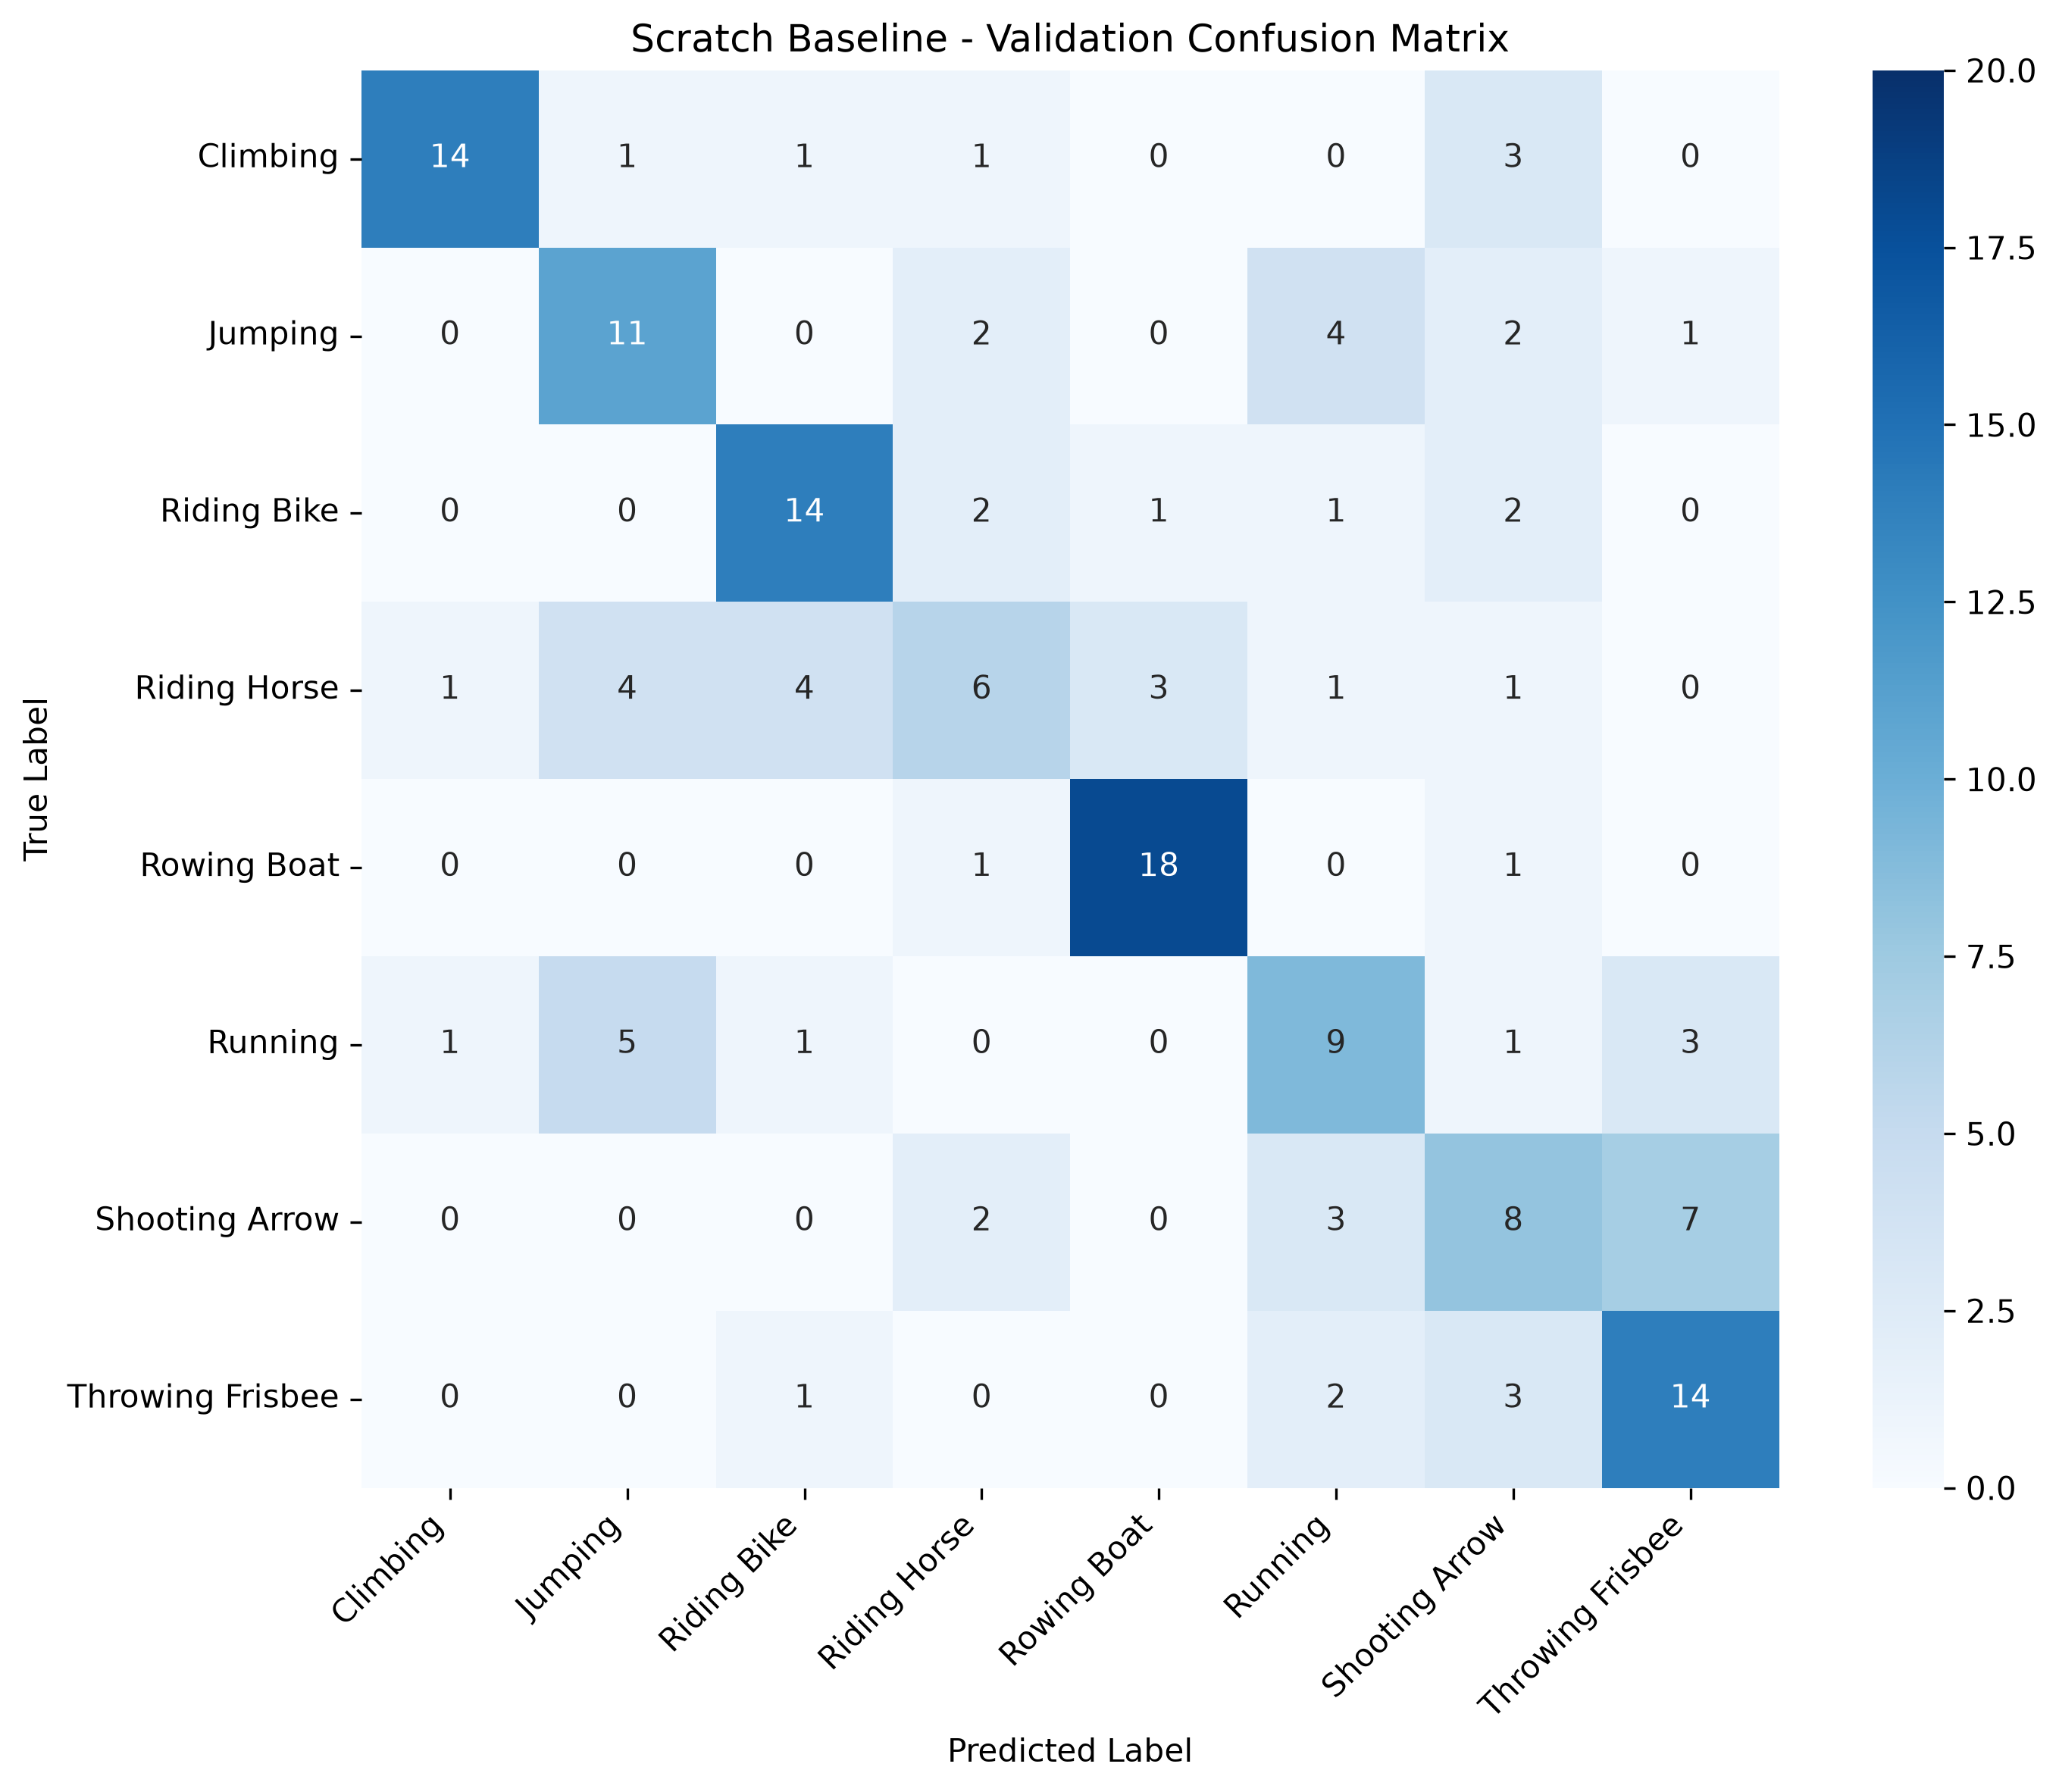 Scratch Baseline - Validation Confusion Matrix
True Label
Climbing 14 1 1 1 0 0 3 0
Jumping 0 11 0 2 0 4 2 1
Riding Bike 0 0 14 2 1 1 2 0
Riding Horse 1 4 4 6 3 1 1 0
Rowing Boat 0 0 0 1 18 0 1 0
Running 1 5 1 0 0 9 1 3
Shooting Arrow 0 0 0 2 0 3 8 7
Throwing Frisbee 0 0 1 0 0 2 3 14
Climbing Jumping Riding Bike Riding Horse Rowing Boat Running Shooting Arrow Throwing Frisbee
Predicted Label
20.0
17.5
15.0
12.5
10.0
7.5
5.0
2.5
0.0